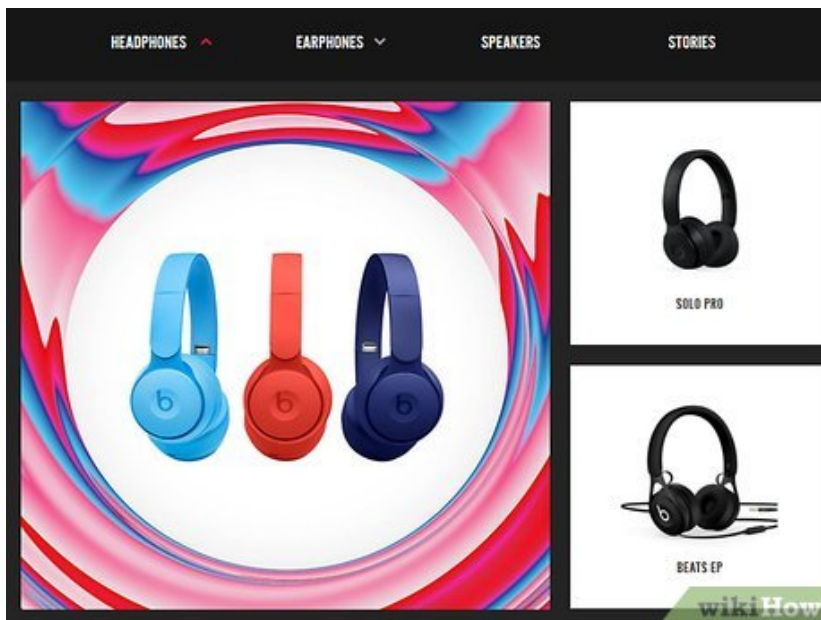 HEADPHONES EARPHONES SPEAKERS STORIES
SOLO PRO
BEATS EP
wikiHow